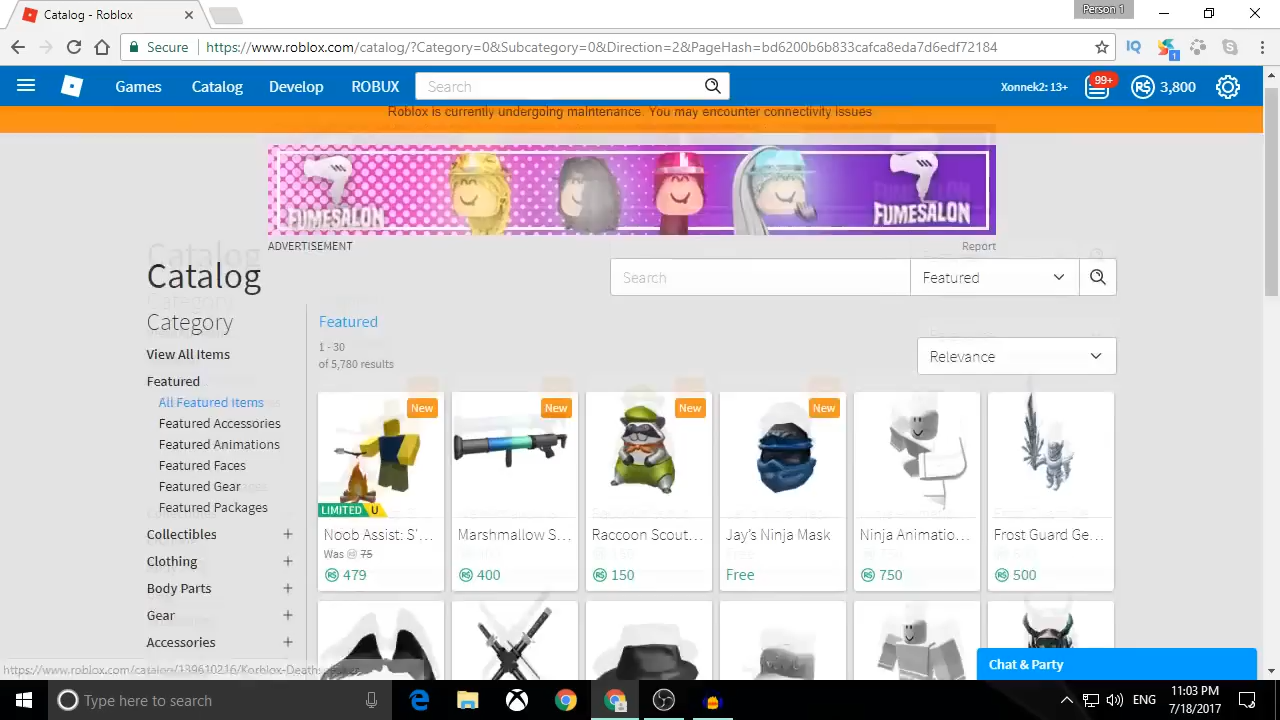 Catalog - Roblox
Person 1
Secure
https://www.roblox.com/catalog/?Category=0&Subcategory=0&Direction=2&PageHash=bd6200b6b333cafca8eda7d6edf72184
IQ
1
Games
Catalog
Develop
ROBUX
Search
Xonnek2: 13+
99+
R$ 3,800
Roblox is currently undergoing maintenance. You may encounter connectivity issues
FUMESALON
FUMESALON
ADVERTISEMENT
Report
Catalog
Search
Featured
Category
View All Items
Featured
All Featured Items
Featured Accessories
Featured Animations
Featured Faces
Featured Gear
Featured Packages
Collectibles +
Clothing +
Body Parts +
Gear +
Accessories +
Featured
1 - 30
of 5,780 results
Relevance
New
New
New
New
LIMITED U
Noob Assist: S'...
Was R$ 75
R$ 479
Marshmallow S...
R$ 400
Raccoon Scout...
R$ 150
Jay's Ninja Mask
Free
Ninja Animatio...
R$ 750
Frost Guard Ge...
R$ 500
Chat & Party
Type here to search
ENG
11:03 PM
7/18/2017